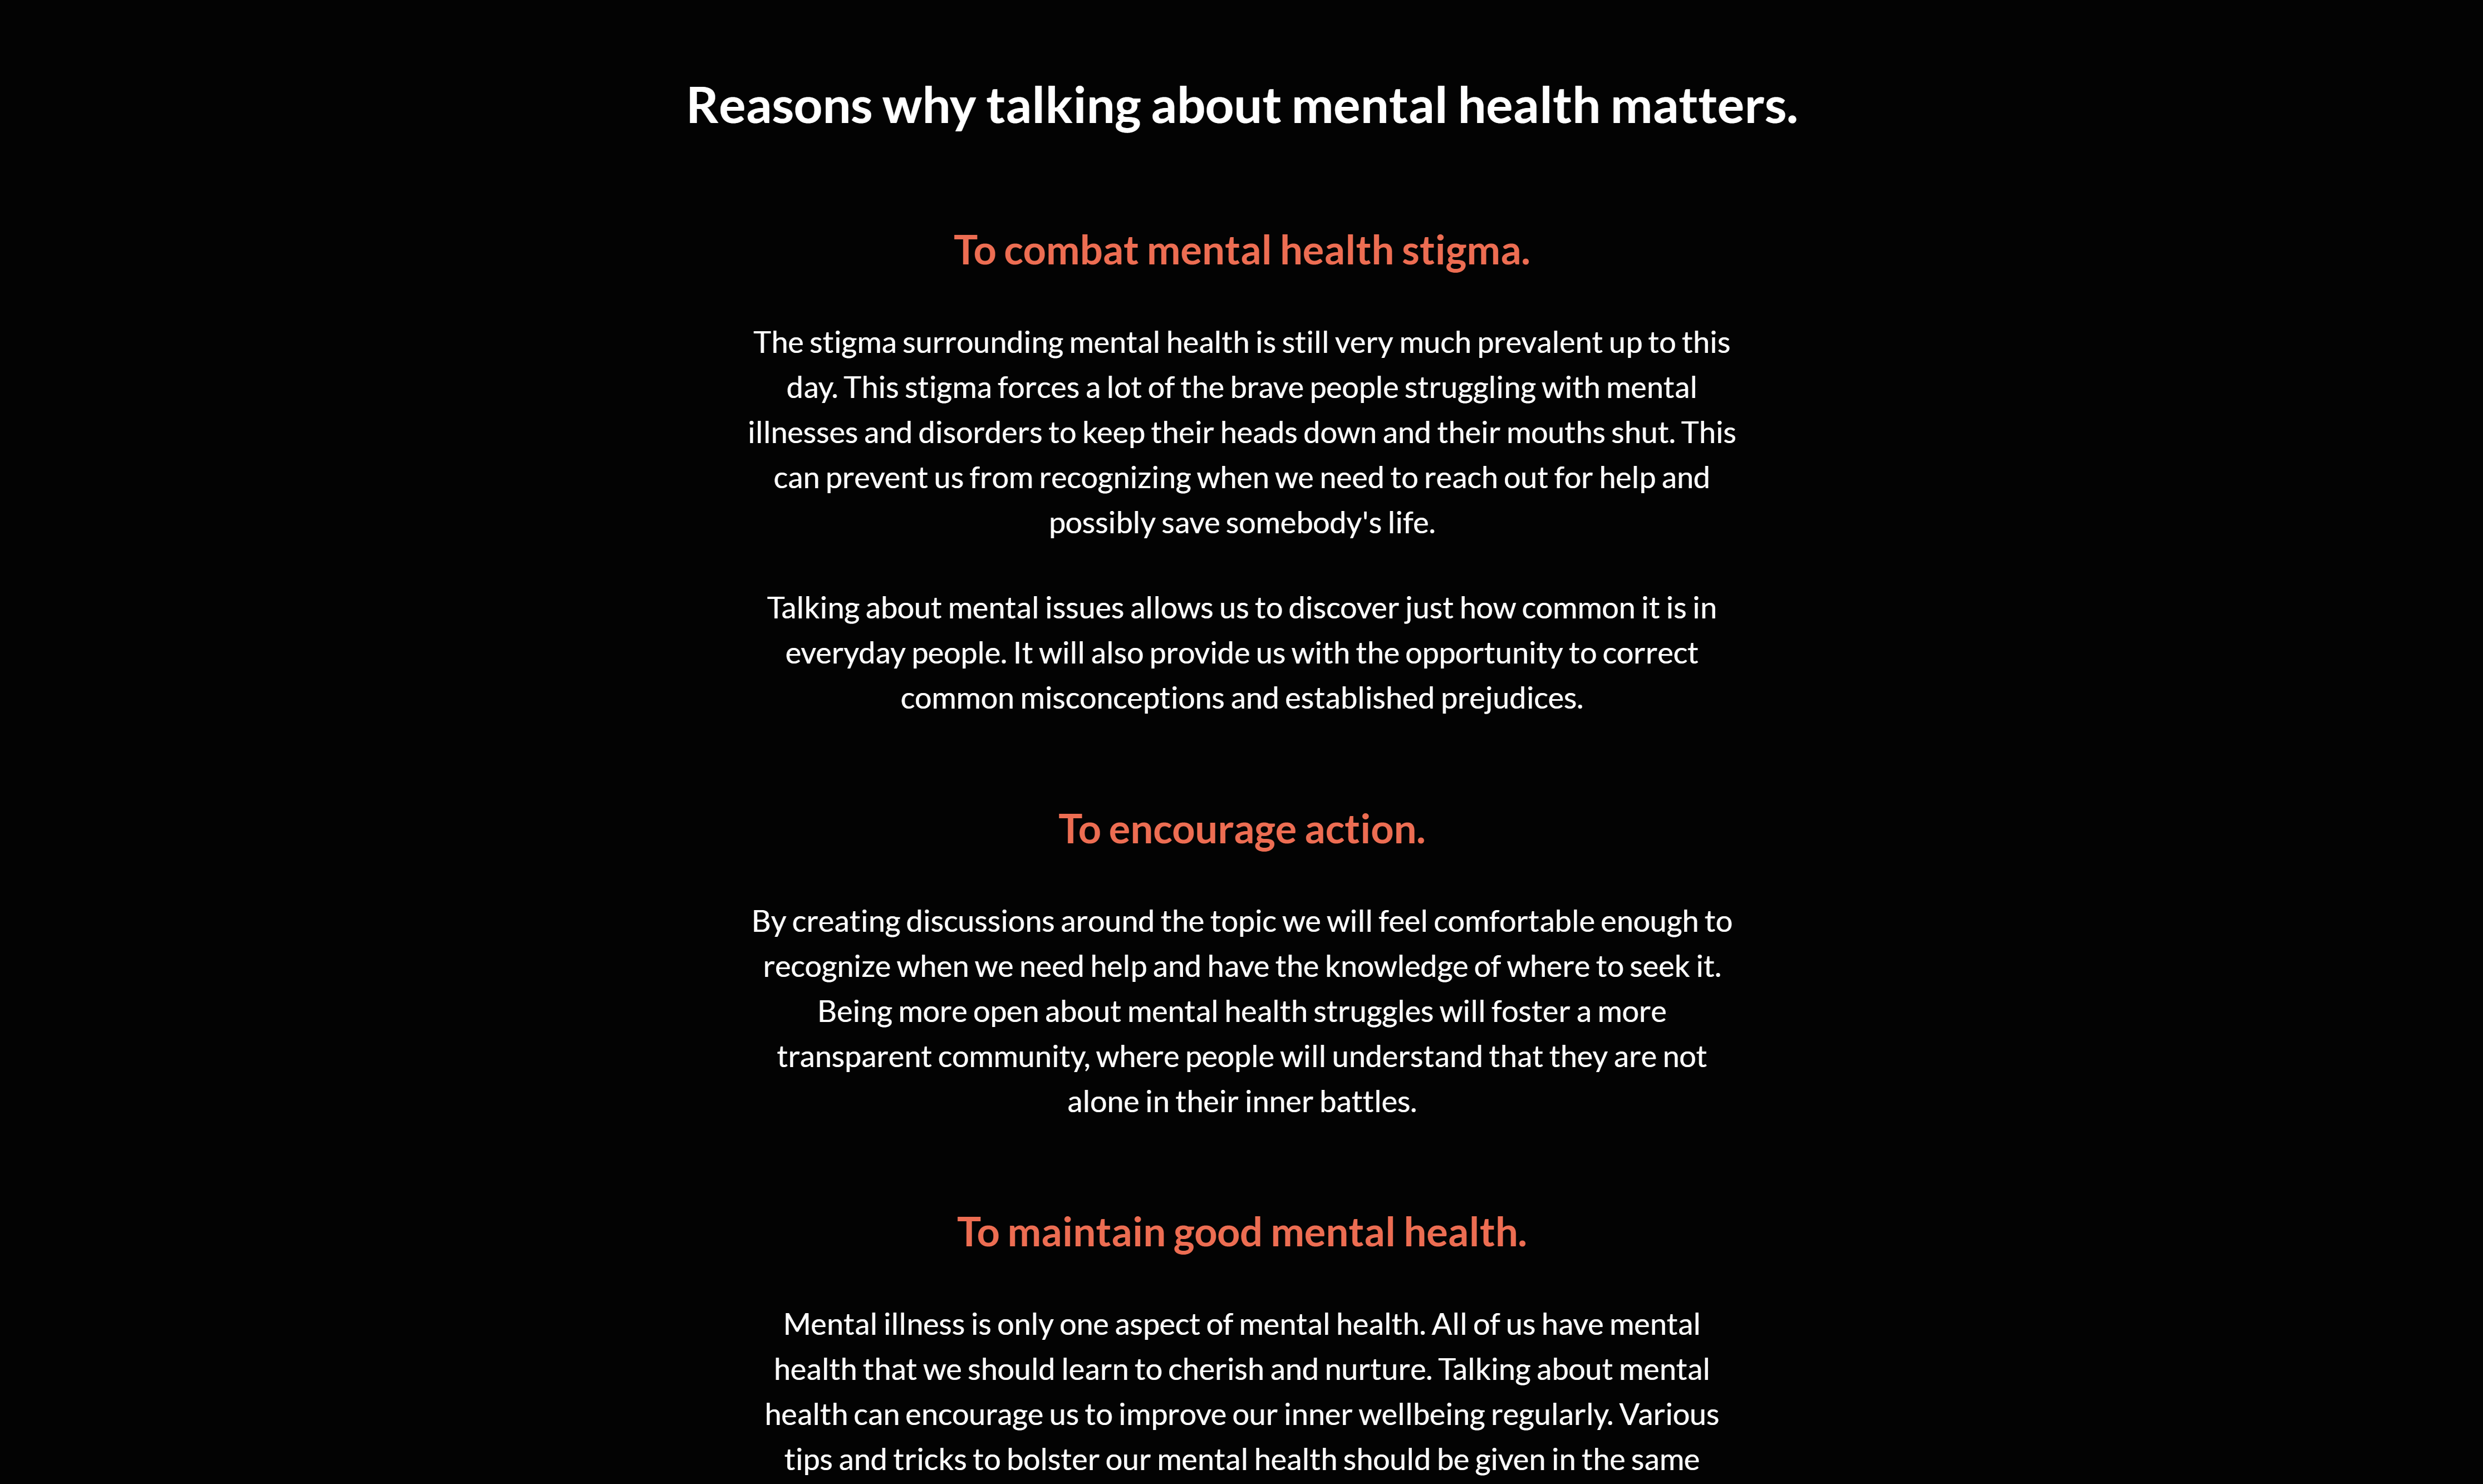 Reasons why talking about mental health matters.
To combat mental health stigma.
The stigma surrounding mental health is still very much prevalent up to this
day. This stigma forces a lot of the brave people struggling with mental
illnesses and disorders to keep their heads down and their mouths shut. This
can prevent us from recognizing when we need to reach out for help and
possibly save somebody's life.
Talking about mental issues allows us to discover just how common it is in
everyday people. It will also provide us with the opportunity to correct
common misconceptions and established prejudices.
To encourage action.
By creating discussions around the topic we will feel comfortable enough to
recognize when we need help and have the knowledge of where to seek it.
Being more open about mental health struggles will foster a more
transparent community, where people will understand that they are not
alone in their inner battles.
To maintain good mental health.
Mental illness is only one aspect of mental health. All of us have mental
health that we should learn to cherish and nurture. Talking about mental
health can encourage us to improve our inner wellbeing regularly. Various
tips and tricks to bolster our mental health should be given in the same